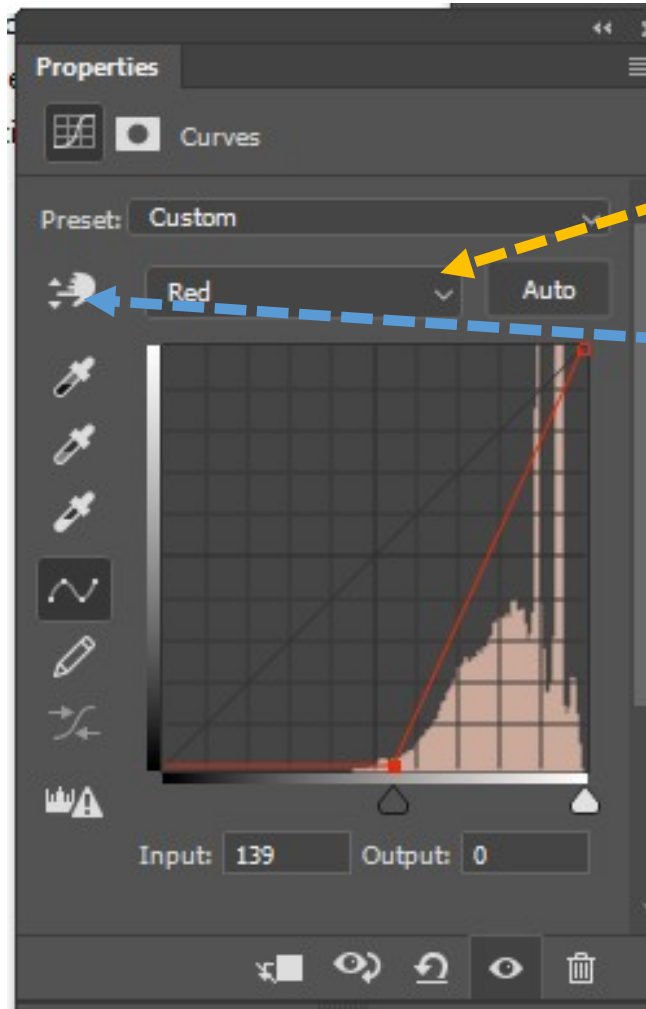 Properties
Curves
Preset: Custom
Red Auto
Input: 139 Output: 0